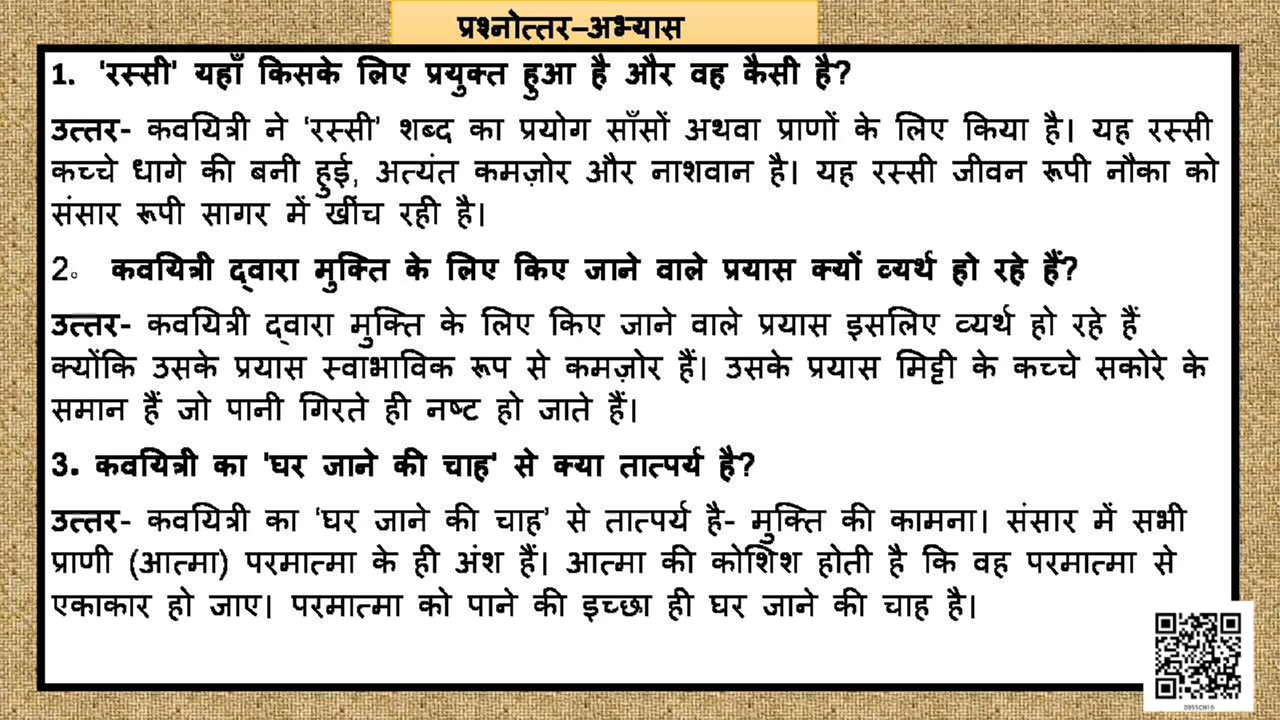 प्रश्नोत्तर–अभ्यास
1. 'रस्सी' यहाँ किसके लिए प्रयुक्त हुआ है और वह कैसी है?
उत्तर- कवयित्री ने ‘रस्सी’ शब्द का प्रयोग साँसों अथवा प्राणों के लिए किया है। यह रस्सी
कच्चे धागे की बनी हुई, अत्यंत कमज़ोर और नाशवान है। यह रस्सी जीवन रूपी नौका को
संसार रूपी सागर में खींच रही है।
2॰ कवयित्री द्वारा मुक्ति के लिए किए जाने वाले प्रयास क्यों व्यर्थ हो रहे हैं?
उत्तर- कवयित्री द्वारा मुक्ति के लिए किए जाने वाले प्रयास इसलिए व्यर्थ हो रहे हैं
क्योंकि उसके प्रयास स्वाभाविक रूप से कमज़ोर हैं। उसके प्रयास मिट्टी के कच्चे सकोरे के
समान हैं जो पानी गिरते ही नष्ट हो जाते हैं।
3. कवयित्री का 'घर जाने की चाह' से क्या तात्पर्य है?
उत्तर- कवयित्री का ‘घर जाने की चाह’ से तात्पर्य है- मुक्ति की कामना। संसार में सभी
प्राणी (आत्मा) परमात्मा के ही अंश हैं। आत्मा की कोशिश होती है कि वह परमात्मा से
एकाकार हो जाए। परमात्मा को पाने की इच्छा ही घर जाने की चाह है।
0955CH10